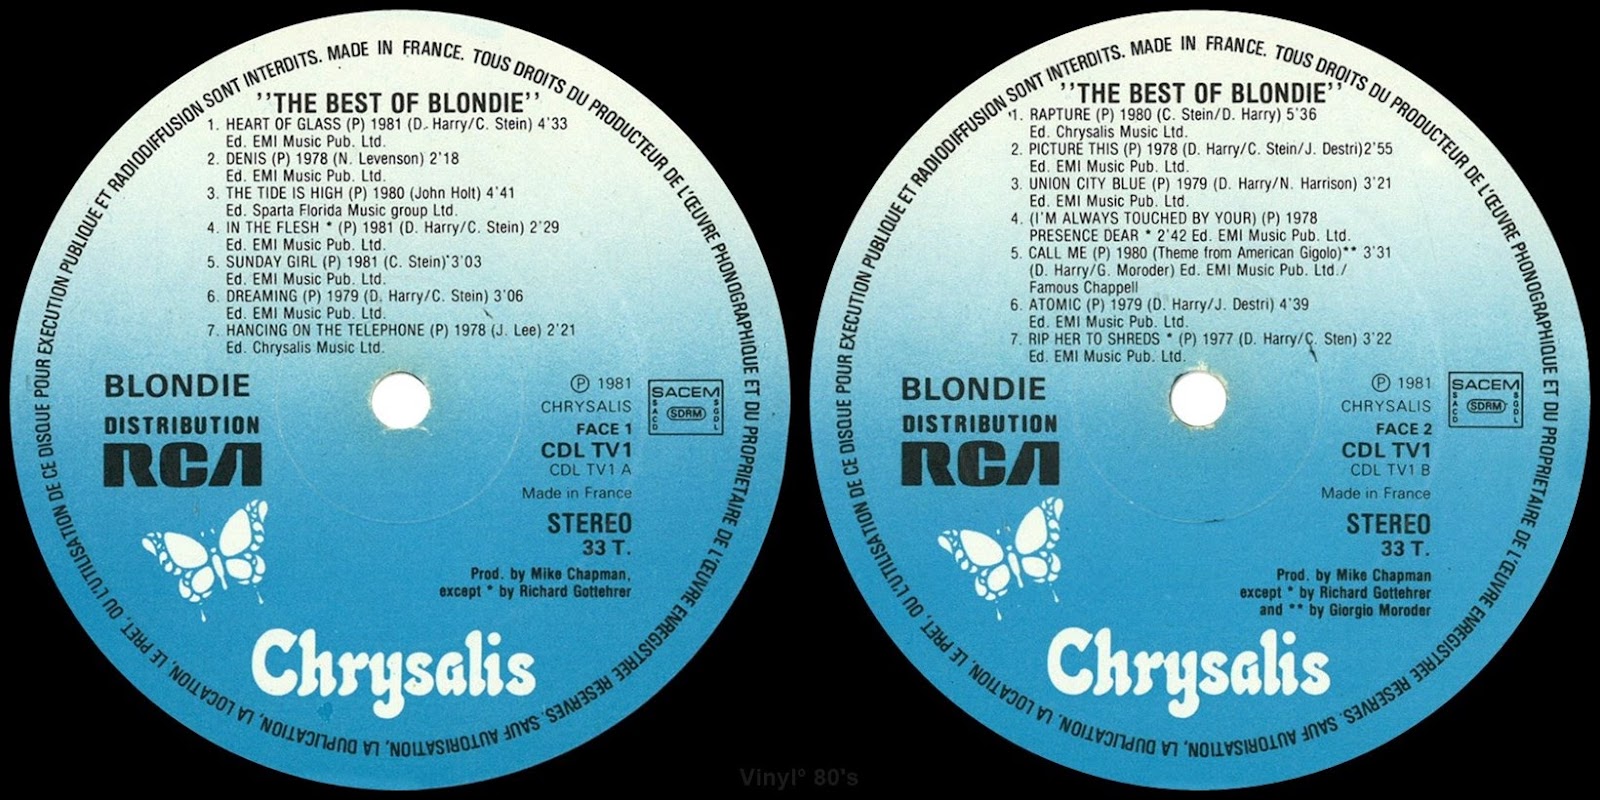 "THE BEST OF BLONDIE"
1. HEART OF GLASS (P) 1981 (D. Harry/C. Stein) 4'33
Ed. EMI Music Pub. Ltd.
2. DENIS (P) 1978 (N. Levenson) 2'18
Ed. EMI Music Pub. Ltd.
3. THE TIDE IS HIGH (P) 1980 (John Holt) 4'41
Ed. Sparta Florida Music group Ltd.
4. IN THE FLESH * (P) 1981 (D. Harry/C. Stein) 2'29
Ed. EMI Music Pub. Ltd.
5. SUNDAY GIRL (P) 1981 (C. Stein) 3'03
Ed. EMI Music Pub. Ltd.
6. DREAMING (P) 1979 (D. Harry/C. Stein) 3'06
Ed. EMI Music Pub. Ltd.
7. HANCING ON THE TELEPHONE (P) 1978 (J. Lee) 2'21
Ed. Chrysalis Music Ltd.
BLONDIE
DISTRIBUTION
RCA
Ⓟ 1981
CHRYSALIS
FACE 1
CDL TV1
CDL TV1 A
Made in France
STEREO
33 T.
SACEM
SACD
SDRM
SGDL
Prod. by Mike Chapman,
except * by Richard Gottehrer
Chrysalis
MADE IN FRANCE. TOUS DROITS DU PRODUCTEUR DE L'ŒUVRE PHONOGRAPHIQUE ET DU PROPRIETAIRE DE L'ŒUVRE ENREGISTREE RESERVES. SAUF AUTORISATION, LA DUPLICATION, LA LOCATION, LE PRET, OU L'UTILISATION DE CE DISQUE POUR EXECUTION PUBLIQUE ET RADIODIFFUSION SONT INTERDITS.
"THE BEST OF BLONDIE"
1. RAPTURE (P) 1980 (C. Stein/D. Harry) 5'36
Ed. Chrysalis Music Ltd.
2. PICTURE THIS (P) 1978 (D. Harry/C. Stein/J. Destri) 2'55
Ed. EMI Music Pub. Ltd.
3. UNION CITY BLUE (P) 1979 (D. Harry/N. Harrison) 3'21
Ed. EMI Music Pub. Ltd.
4. (I'M ALWAYS TOUCHED BY YOUR) (P) 1978
PRESENCE DEAR * 2'42 Ed. EMI Music Pub. Ltd.
5. CALL ME (P) 1980 (Theme from American Gigolo)** 3'31
(D. Harry/G. Moroder) Ed. EMI Music Pub. Ltd./
Famous Chappell
6. ATOMIC (P) 1979 (D. Harry/J. Destri) 4'39
Ed. EMI Music Pub. Ltd.
7. RIP HER TO SHREDS * (P) 1977 (D. Harry/C. Sten) 3'22
Ed. EMI Music Pub. Ltd.
BLONDIE
DISTRIBUTION
RCA
Ⓟ 1981
CHRYSALIS
FACE 2
CDL TV1
CDL TV1 B
Made in France
STEREO
33 T.
SACEM
SACD
SDRM
SGDL
Prod. by Mike Chapman
except * by Richard Gottehrer
and ** by Giorgio Moroder
Chrysalis
MADE IN FRANCE. TOUS DROITS DU PRODUCTEUR DE L'ŒUVRE PHONOGRAPHIQUE ET DU PROPRIETAIRE DE L'ŒUVRE ENREGISTREE RESERVES. SAUF AUTORISATION, LA DUPLICATION, LA LOCATION, LE PRET, OU L'UTILISATION DE CE DISQUE POUR EXECUTION PUBLIQUE ET RADIODIFFUSION SONT INTERDITS.
Vinyl° 80's